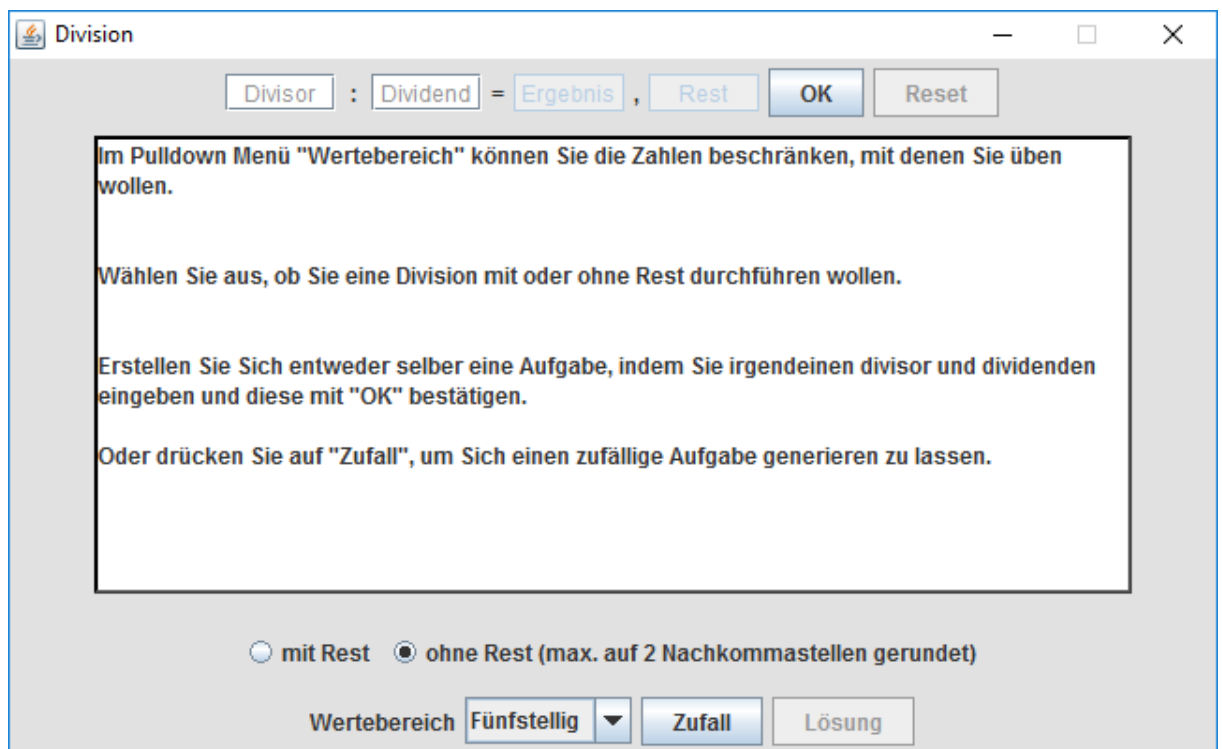 Division
Divisor : Dividend = Ergebnis , Rest OK Reset
Im Pulldown Menü "Wertebereich" können Sie die Zahlen beschränken, mit denen Sie üben
wollen.
Wählen Sie aus, ob Sie eine Division mit oder ohne Rest durchführen wollen.
Erstellen Sie Sich entweder selber eine Aufgabe, indem Sie irgendeinen divisor und dividenden
eingeben und diese mit "OK" bestätigen.
Oder drücken Sie auf "Zufall", um Sich einen zufällige Aufgabe generieren zu lassen.
mit Rest ohne Rest (max. auf 2 Nachkommastellen gerundet)
Wertebereich Fünfstellig Zufall Lösung